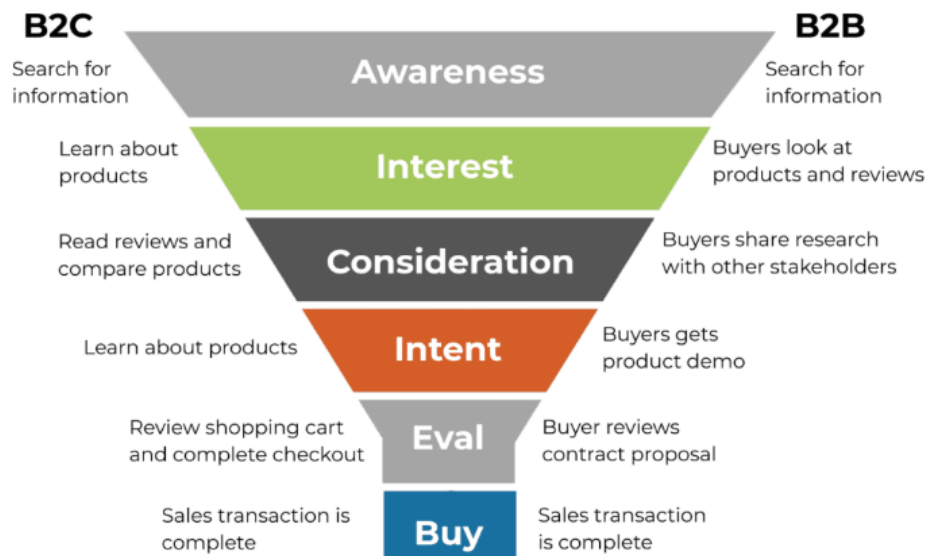 B2C
B2B
Awareness
Search for
information
Search for
information
Interest
Learn about
products
Buyers look at
products and reviews
Consideration
Read reviews and
compare products
Buyers share research
with other stakeholders
Intent
Learn about products
Buyers gets
product demo
Eval
Review shopping cart
and complete checkout
Buyer reviews
contract proposal
Buy
Sales transaction is
complete
Sales transaction
is complete